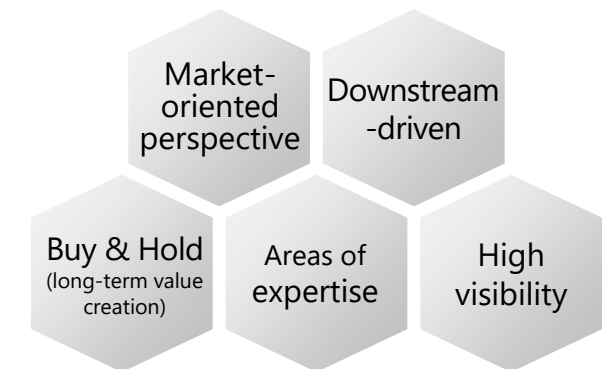 Market-
oriented
perspective
Downstream
-driven
Buy & Hold
(long-term value
creation)
Areas of
expertise
High
visibility